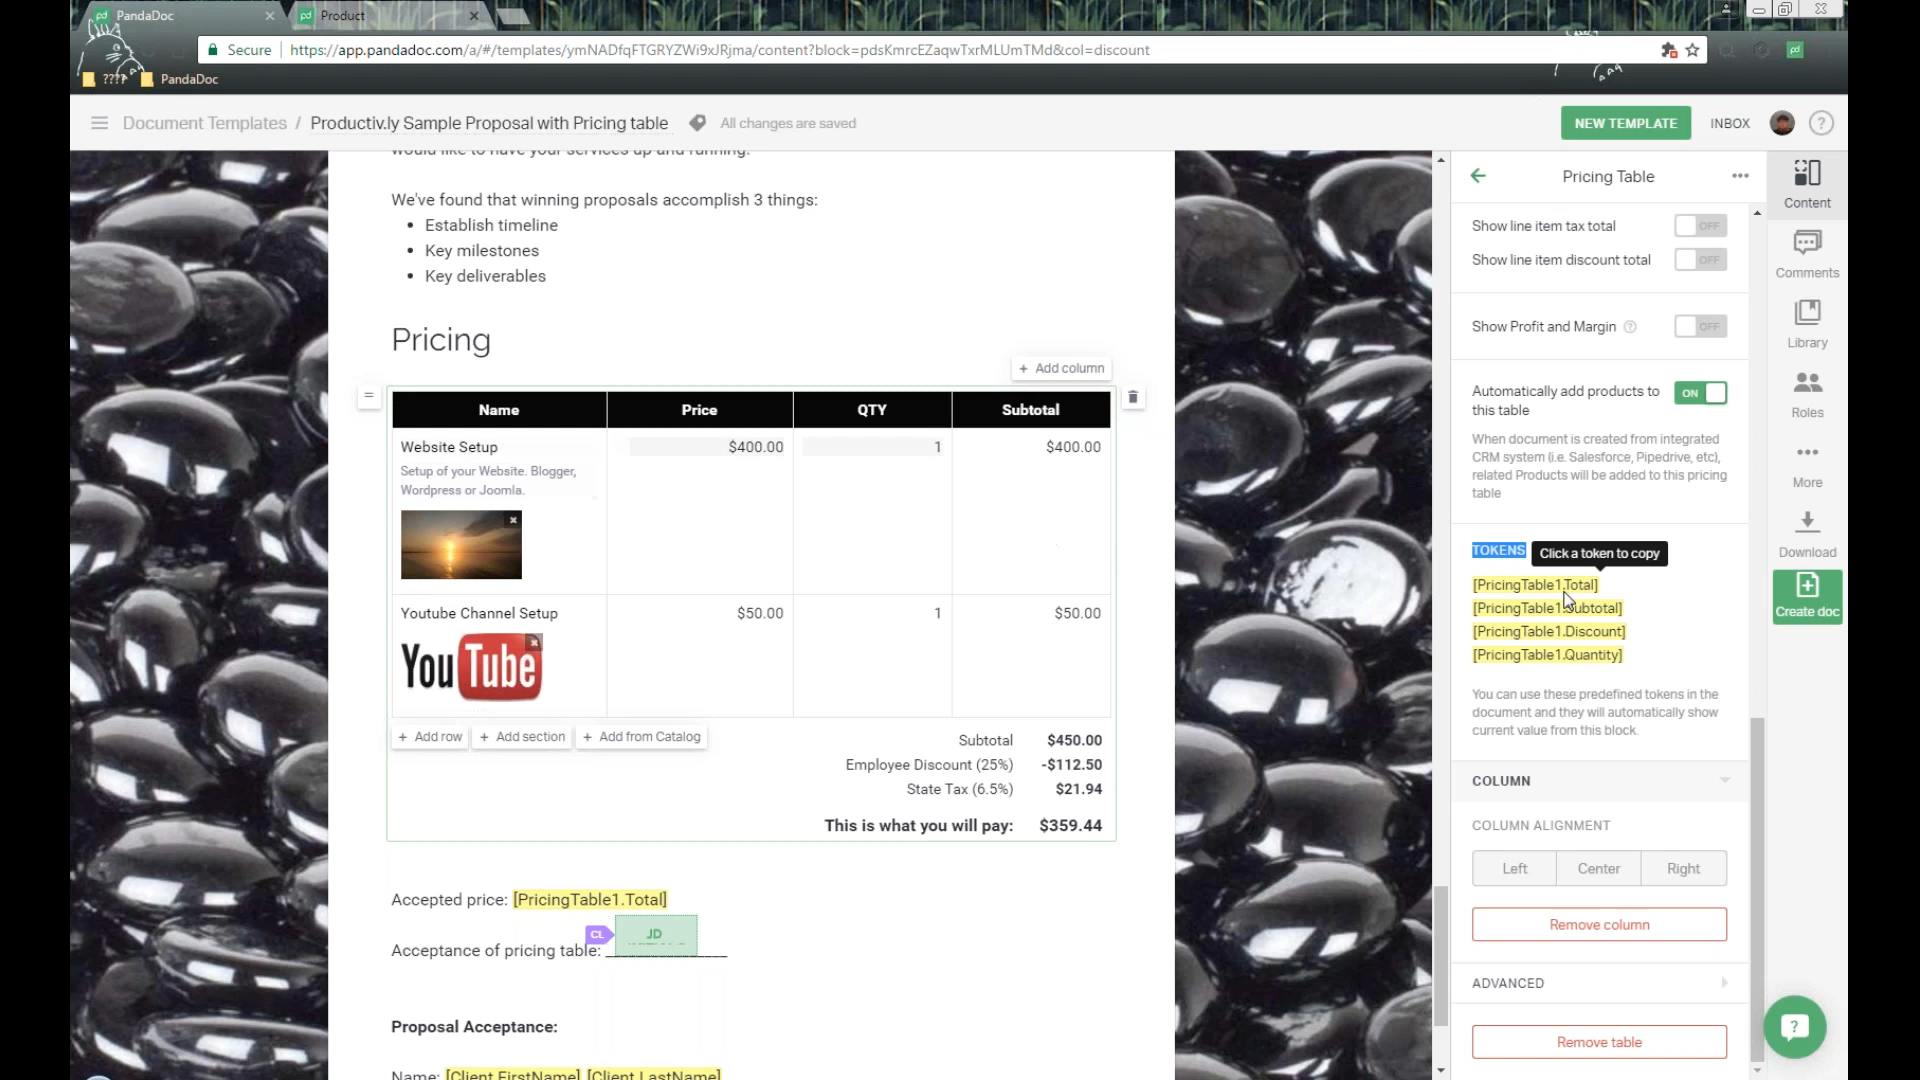 PandaDoc
Product
Secure https://app.pandadoc.com/a/#/templates/ymNADfqFTGRYZWi9xJRjma/content?block=pdsKmrcEZaqwTxrMLUmTMd&col=discount
???? PandaDoc
Document Templates / Productiv.ly Sample Proposal with Pricing table All changes are saved
NEW TEMPLATE INBOX
would like to have your services up and running.
We've found that winning proposals accomplish 3 things:
• Establish timeline
• Key milestones
• Key deliverables
Pricing
+ Add column
Name Price QTY Subtotal
Website Setup $400.00 1 $400.00
Setup of your Website. Blogger,
Wordpress or Joomla.
Youtube Channel Setup $50.00 1 $50.00
YouTube
+ Add row + Add section + Add from Catalog
Subtotal $450.00
Employee Discount (25%) -$112.50
State Tax (6.5%) $21.94
This is what you will pay: $359.44
Accepted price: [PricingTable1.Total]
CL JD
Acceptance of pricing table: _______________
Proposal Acceptance:
Name: [Client.FirstName] [Client.LastName]
Pricing Table
Show line item tax total OFF
Show line item discount total OFF
Show Profit and Margin ? OFF
Automatically add products to
this table ON
When document is created from integrated
CRM system (i.e. Salesforce, Pipedrive, etc),
related Products will be added to this pricing
table
TOKENS Click a token to copy
[PricingTable1.Total]
[PricingTable1.Subtotal]
[PricingTable1.Discount]
[PricingTable1.Quantity]
You can use these predefined tokens in the
document and they will automatically show
current value from this block.
COLUMN
COLUMN ALIGNMENT
Left Center Right
Remove column
ADVANCED
Remove table
Content
Comments
Library
Roles
More
Download
Create doc